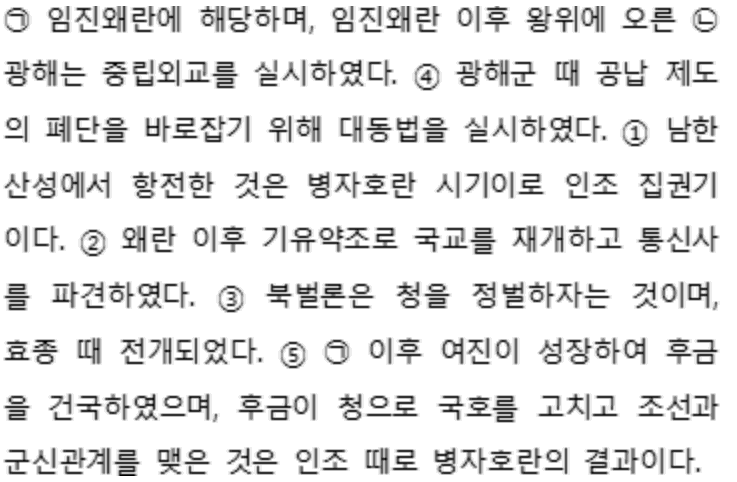 ㉠ 임진왜란에 해당하며, 임진왜란 이후 왕위에 오른 ㉡
광해는 중립외교를 실시하였다. ④ 광해군 때 공납 제도
의 폐단을 바로잡기 위해 대동법을 실시하였다. ① 남한
산성에서 항전한 것은 병자호란 시기이로 인조 집권기
이다. ② 왜란 이후 기유약조로 국교를 재개하고 통신사
를 파견하였다. ③ 북벌론은 청을 정벌하자는 것이며,
효종 때 전개되었다. ⑤ ㉠ 이후 여진이 성장하여 후금
을 건국하였으며, 후금이 청으로 국호를 고치고 조선과
군신관계를 맺은 것은 인조 때로 병자호란의 결과이다.